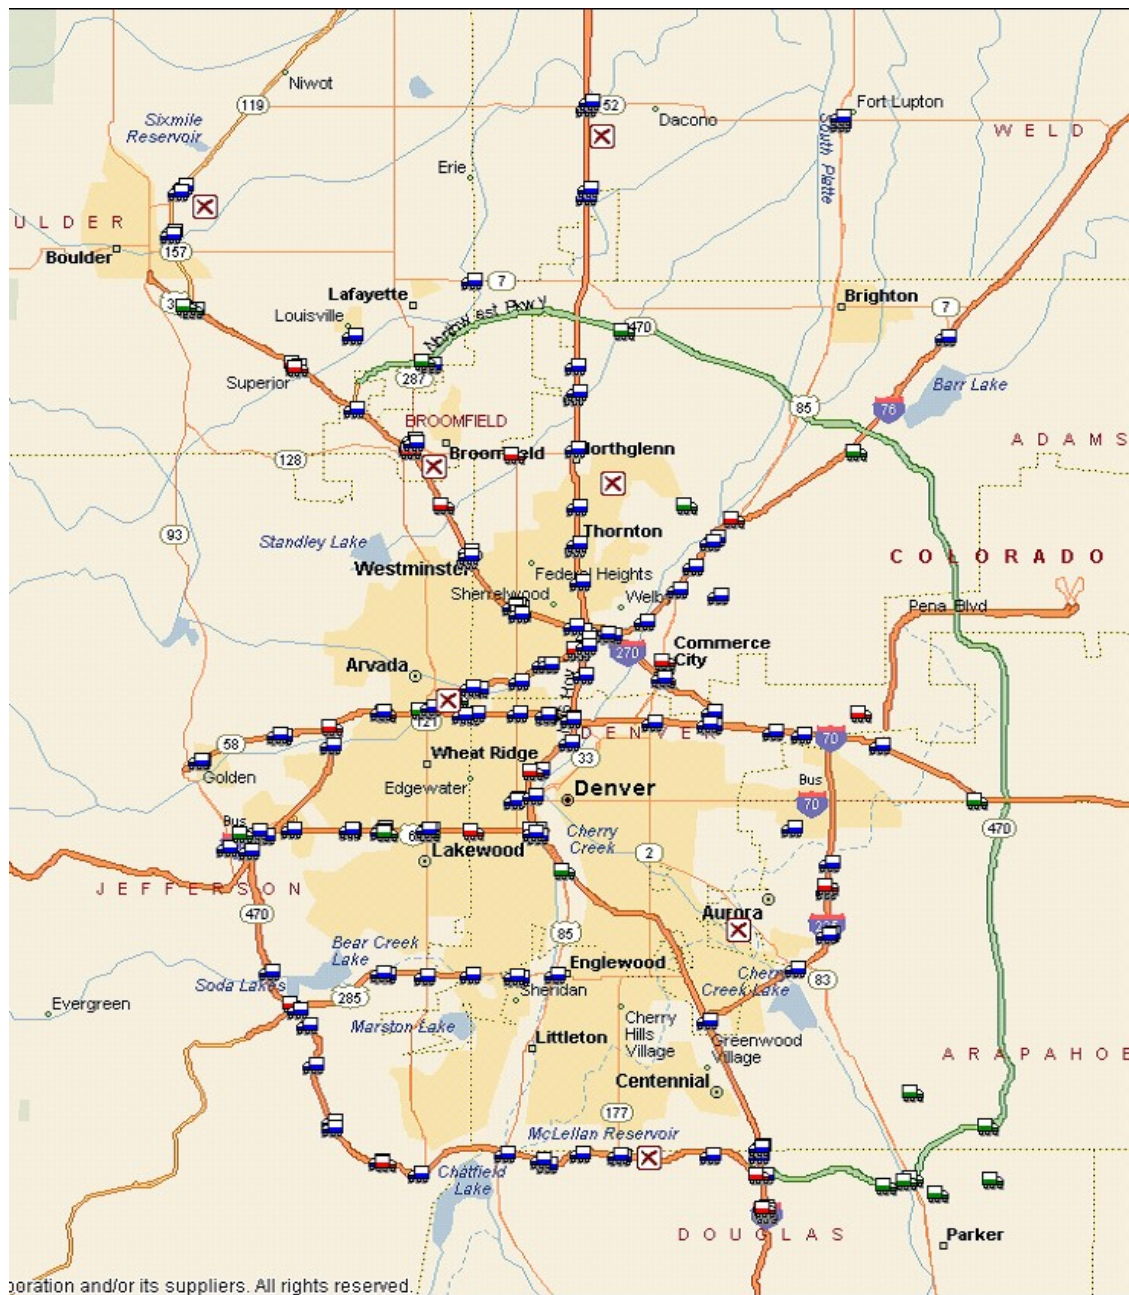 Niwot
119
52
Fort Lupton
Dacono
Sixmile
Reservoir
South Platte
WELD
Erie
ULDER
Boulder
157
7
Lafayette
Northwest Pkwy
Brighton
7
Louisville
470
Superior
287
Barr Lake
85
76
BROOMFIELD
ADAMS
128
Northglenn
93
Thornton
Standley Lake
COLORADO
Westminster
Federal Heights
Sherrelwood
Pena Blvd
270
Commerce
City
Arvada
121
DENVER
58
70
Wheat Ridge
33
Golden
Edgewater
Bus
Denver
70
Bus
Cherry
Creek
470
Lakewood
2
JEFFERSON
Aurora
470
85
Bear Creek
Lake
Englewood
Cherry
Creek Lake
83
Soda Lakes
285
Sheridan
Evergreen
Marston Lake
Cherry
Hills
Village
Littleton
Greenwood
Village
ARAPAHOE
Centennial
177
McLellan Reservoir
Chatfield
Lake
DOUGLAS
Parker
oration and/or its suppliers. All rights reserved.